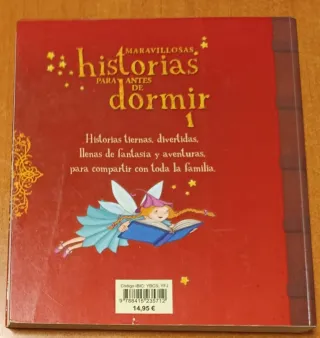 MARAVILLOSAS
historias
PARA ANTES
DE
dormir
1
Historias tiernas, divertidas,
llenas de fantasía y aventuras,
para compartir con toda la familia.
14,95 €